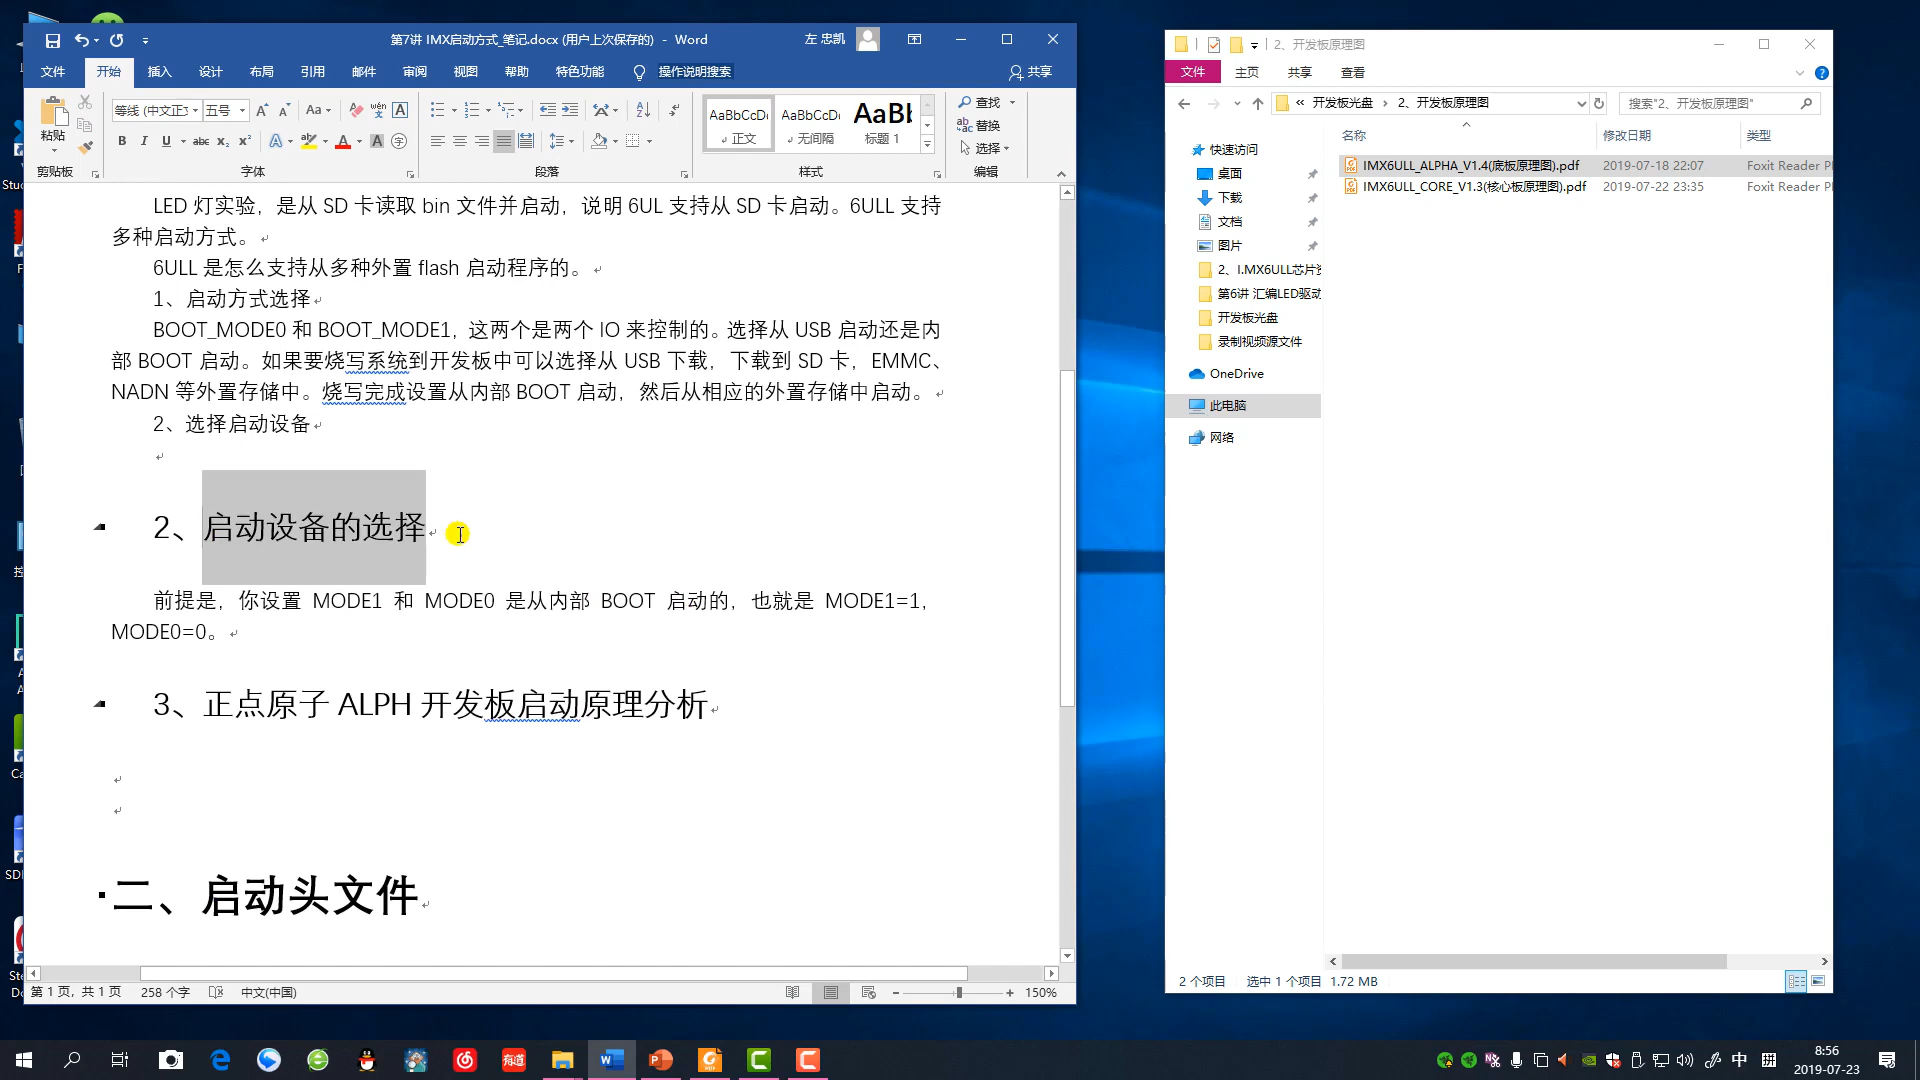 第7讲 IMX启动方式_笔记.docx (用户上次保存的) - Word
左 忠凯
文件 开始 插入 设计 布局 引用 邮件 审阅 视图 帮助 特色功能 操作说明搜索 共享
粘贴
等线 (中文正文 五号
AaBbCcDc AaBbCcDc AaBb
正文 无间隔 标题 1
查找
替换
选择
剪贴板 字体 段落 样式 编辑
LED 灯实验，是从 SD 卡读取 bin 文件并启动，说明 6UL 支持从 SD 卡启动。6ULL 支持
多种启动方式。
6ULL 是怎么支持从多种外置 flash 启动程序的。
1、启动方式选择
BOOT_MODE0 和 BOOT_MODE1，这两个是两个 IO 来控制的。选择从 USB 启动还是内
部 BOOT 启动。如果要烧写系统到开发板中可以选择从 USB 下载，下载到 SD 卡，EMMC、
NADN 等外置存储中。烧写完成设置从内部 BOOT 启动，然后从相应的外置存储中启动。
2、选择启动设备
2、启动设备的选择
前提是，你设置 MODE1 和 MODE0 是从内部 BOOT 启动的，也就是 MODE1=1，
MODE0=0。
3、正点原子 ALPH 开发板启动原理分析
二、启动头文件
第 1 页，共 1 页 258 个字 中文(中国) 150%
2、开发板原理图
文件 主页 共享 查看
« 开发板光盘 › 2、开发板原理图
搜索"2、开发板原理图"
名称 修改日期 类型
IMX6ULL_ALPHA_V1.4(底板原理图).pdf 2019-07-18 22:07 Foxit Reader P
IMX6ULL_CORE_V1.3(核心板原理图).pdf 2019-07-22 23:35 Foxit Reader P
快速访问
桌面
下载
文档
图片
2、I.MX6ULL芯片资
第6讲 汇编LED驱动
开发板光盘
录制视频源文件
OneDrive
此电脑
网络
2 个项目 选中 1 个项目 1.72 MB
有道
中
8:56
2019-07-23